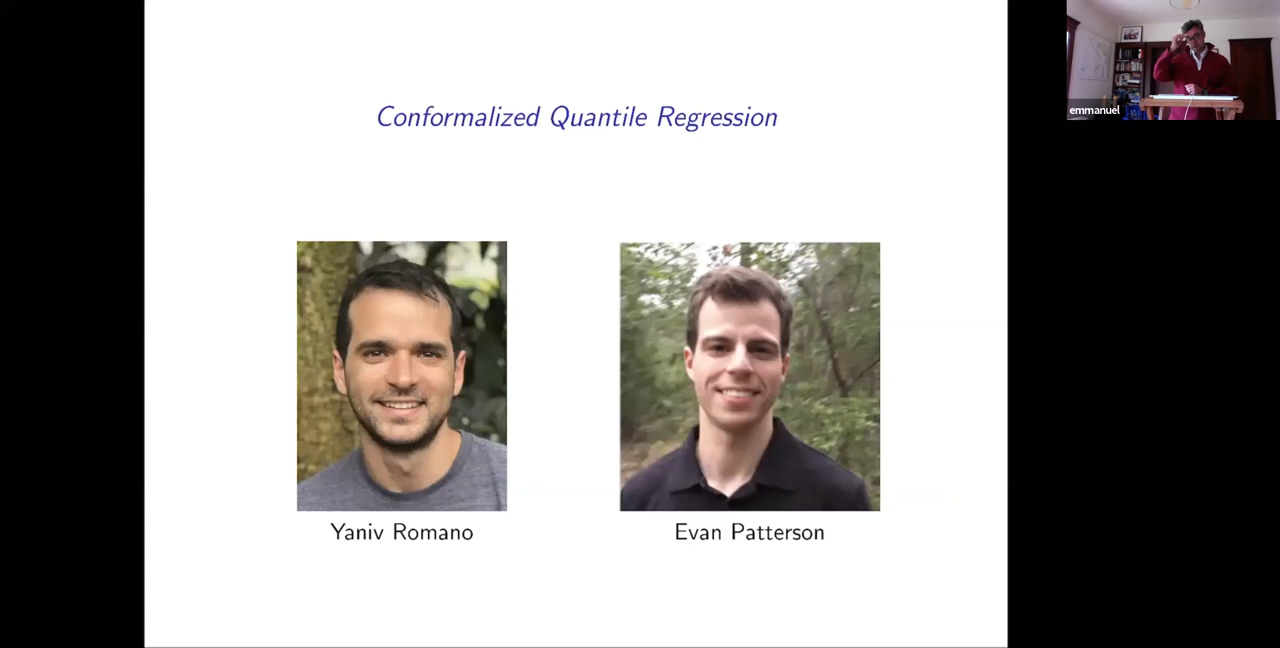 Conformalized Quantile Regression
emmanuel
Yaniv Romano
Evan Patterson